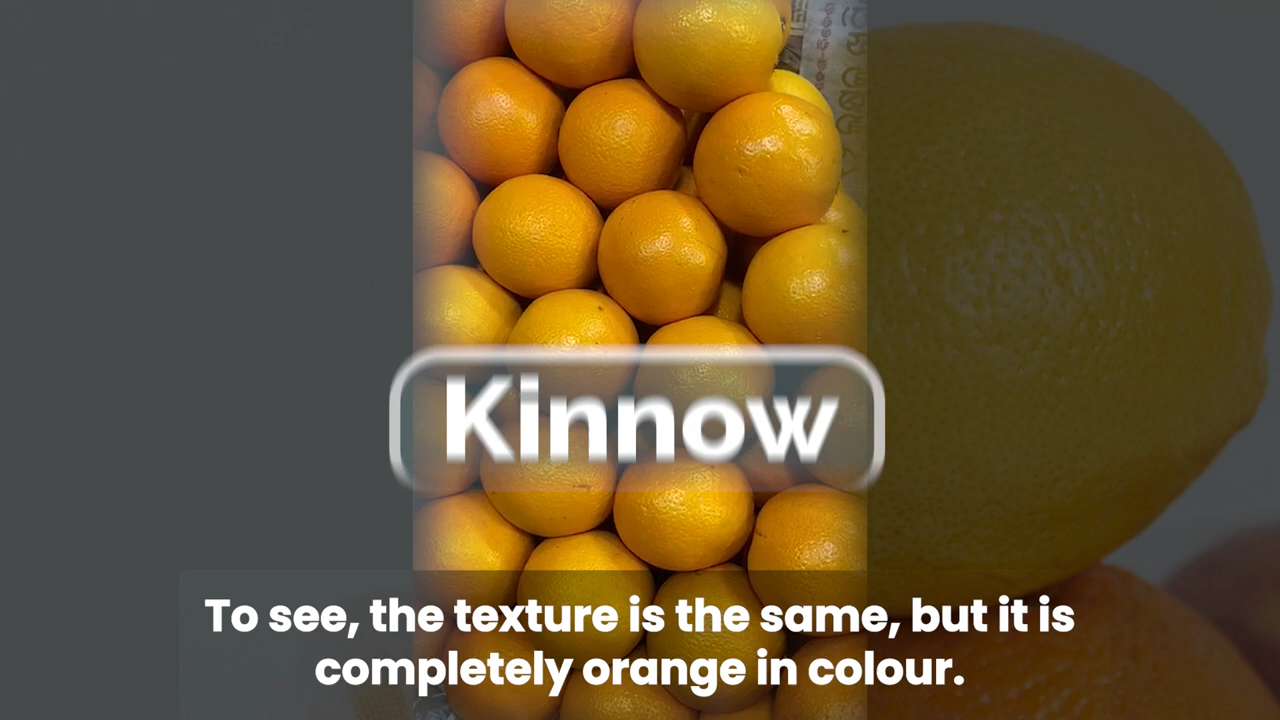 Kinnow
To see, the texture is the same, but it is
completely orange in colour.